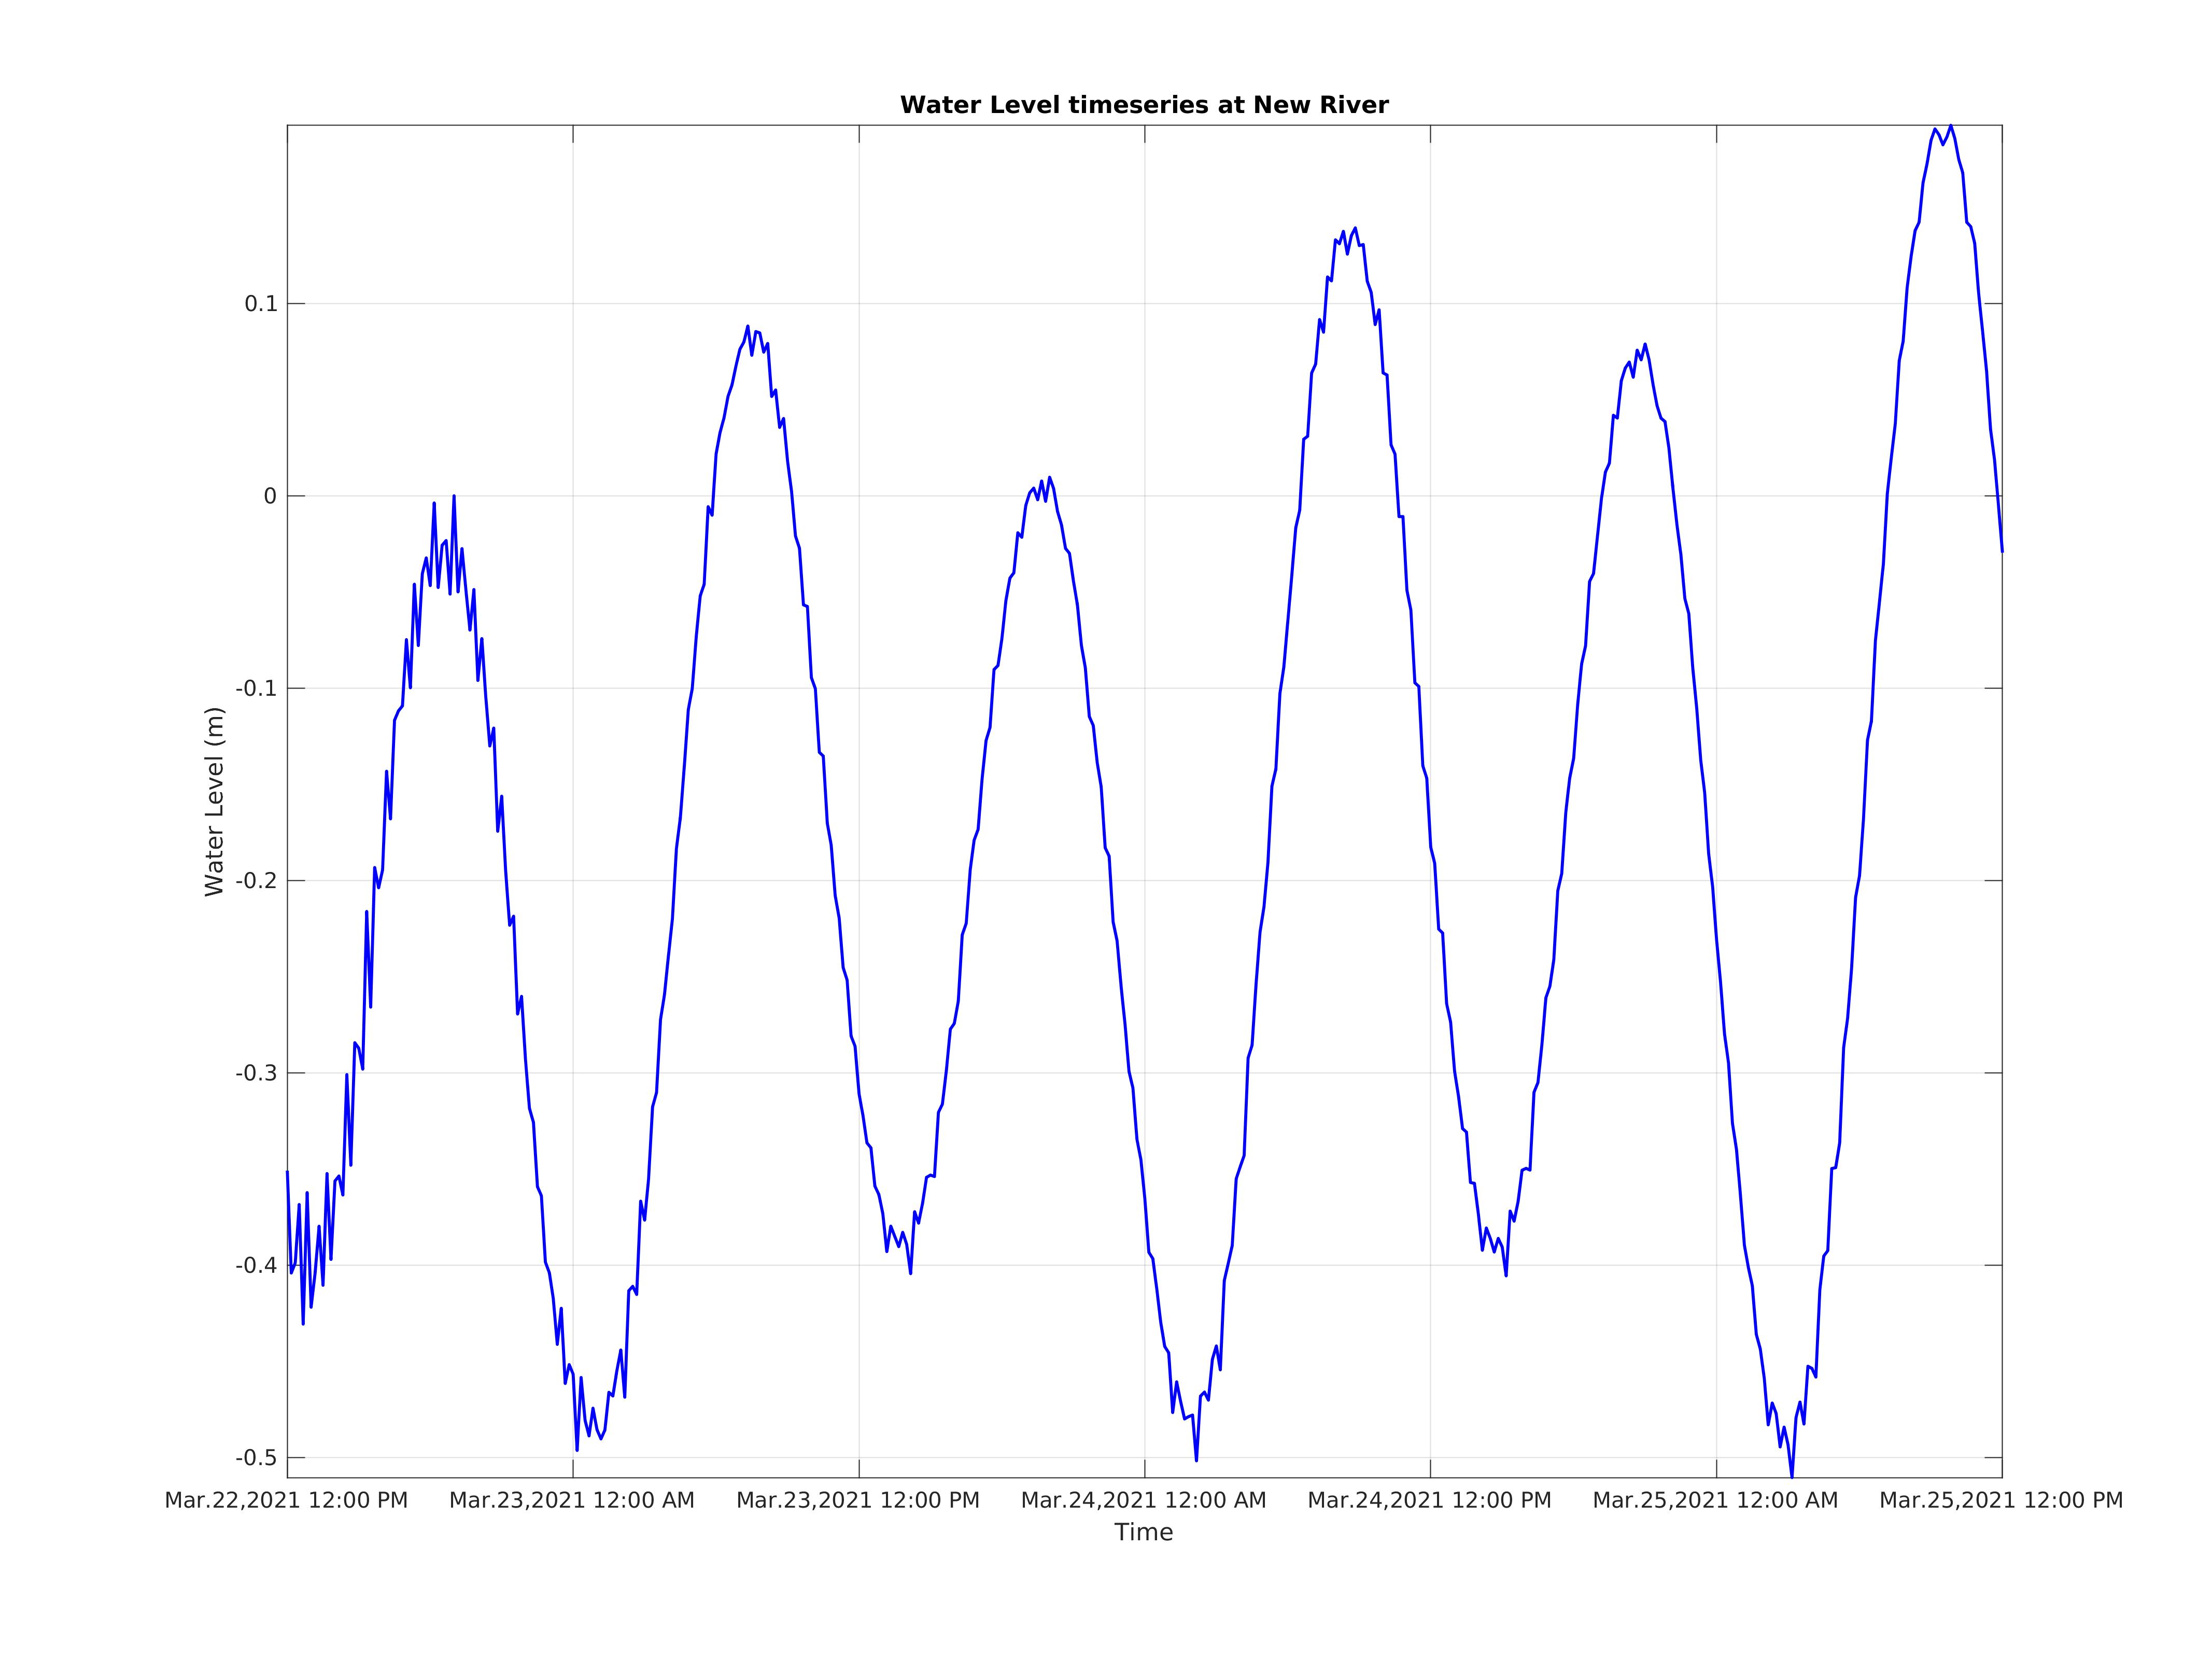 Water Level timeseries at New River
Water Level (m)
0.1
0
-0.1
-0.2
-0.3
-0.4
-0.5
Mar.22,2021 12:00 PM Mar.23,2021 12:00 AM Mar.23,2021 12:00 PM Mar.24,2021 12:00 AM Mar.24,2021 12:00 PM Mar.25,2021 12:00 AM Mar.25,2021 12:00 PM
Time